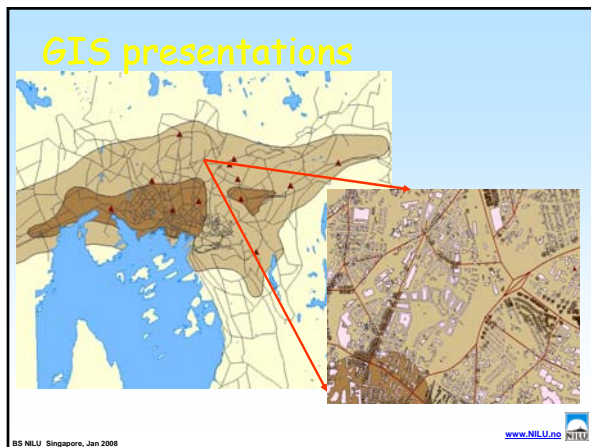 GIS presentations
BS NILU Singapore, Jan 2008
www.NILU.no
NILU